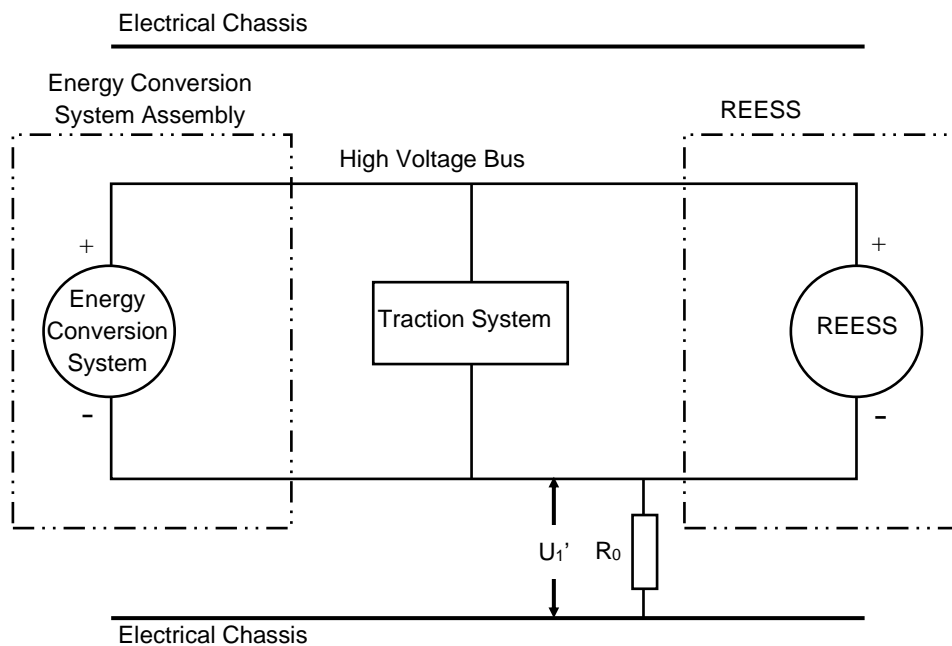 Electrical Chassis
Energy Conversion
System Assembly
REESS
High Voltage Bus
+
+
Energy
Conversion
System
Traction System
REESS
-
-
U₁’
R₀
Electrical Chassis